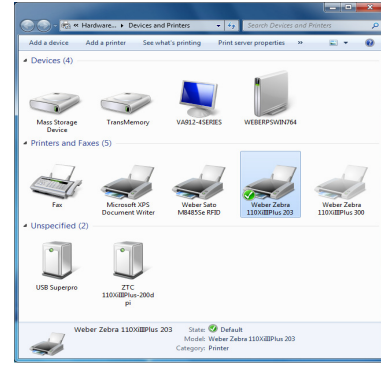 « Hardware... ▸ Devices and Printers
Search Devices and Printers
Add a device Add a printer See what's printing Print server properties »
Devices (4)
Mass Storage Device
TransMemory
VA912-4SERIES
WEBERPSWIN764
Printers and Faxes (5)
Fax
Microsoft XPS
Document Writer
Weber Sato
M8485Se RFID
Weber Zebra
110XiIIIPlus 203
Weber Zebra
110XiIIIPlus 300
Unspecified (2)
USB Superpro
ZTC
110XiIIIPlus-200d
pi
Weber Zebra 110XiIIIPlus 203
State: Default
Model: Weber Zebra 110XiIIIPlus 203
Category: Printer